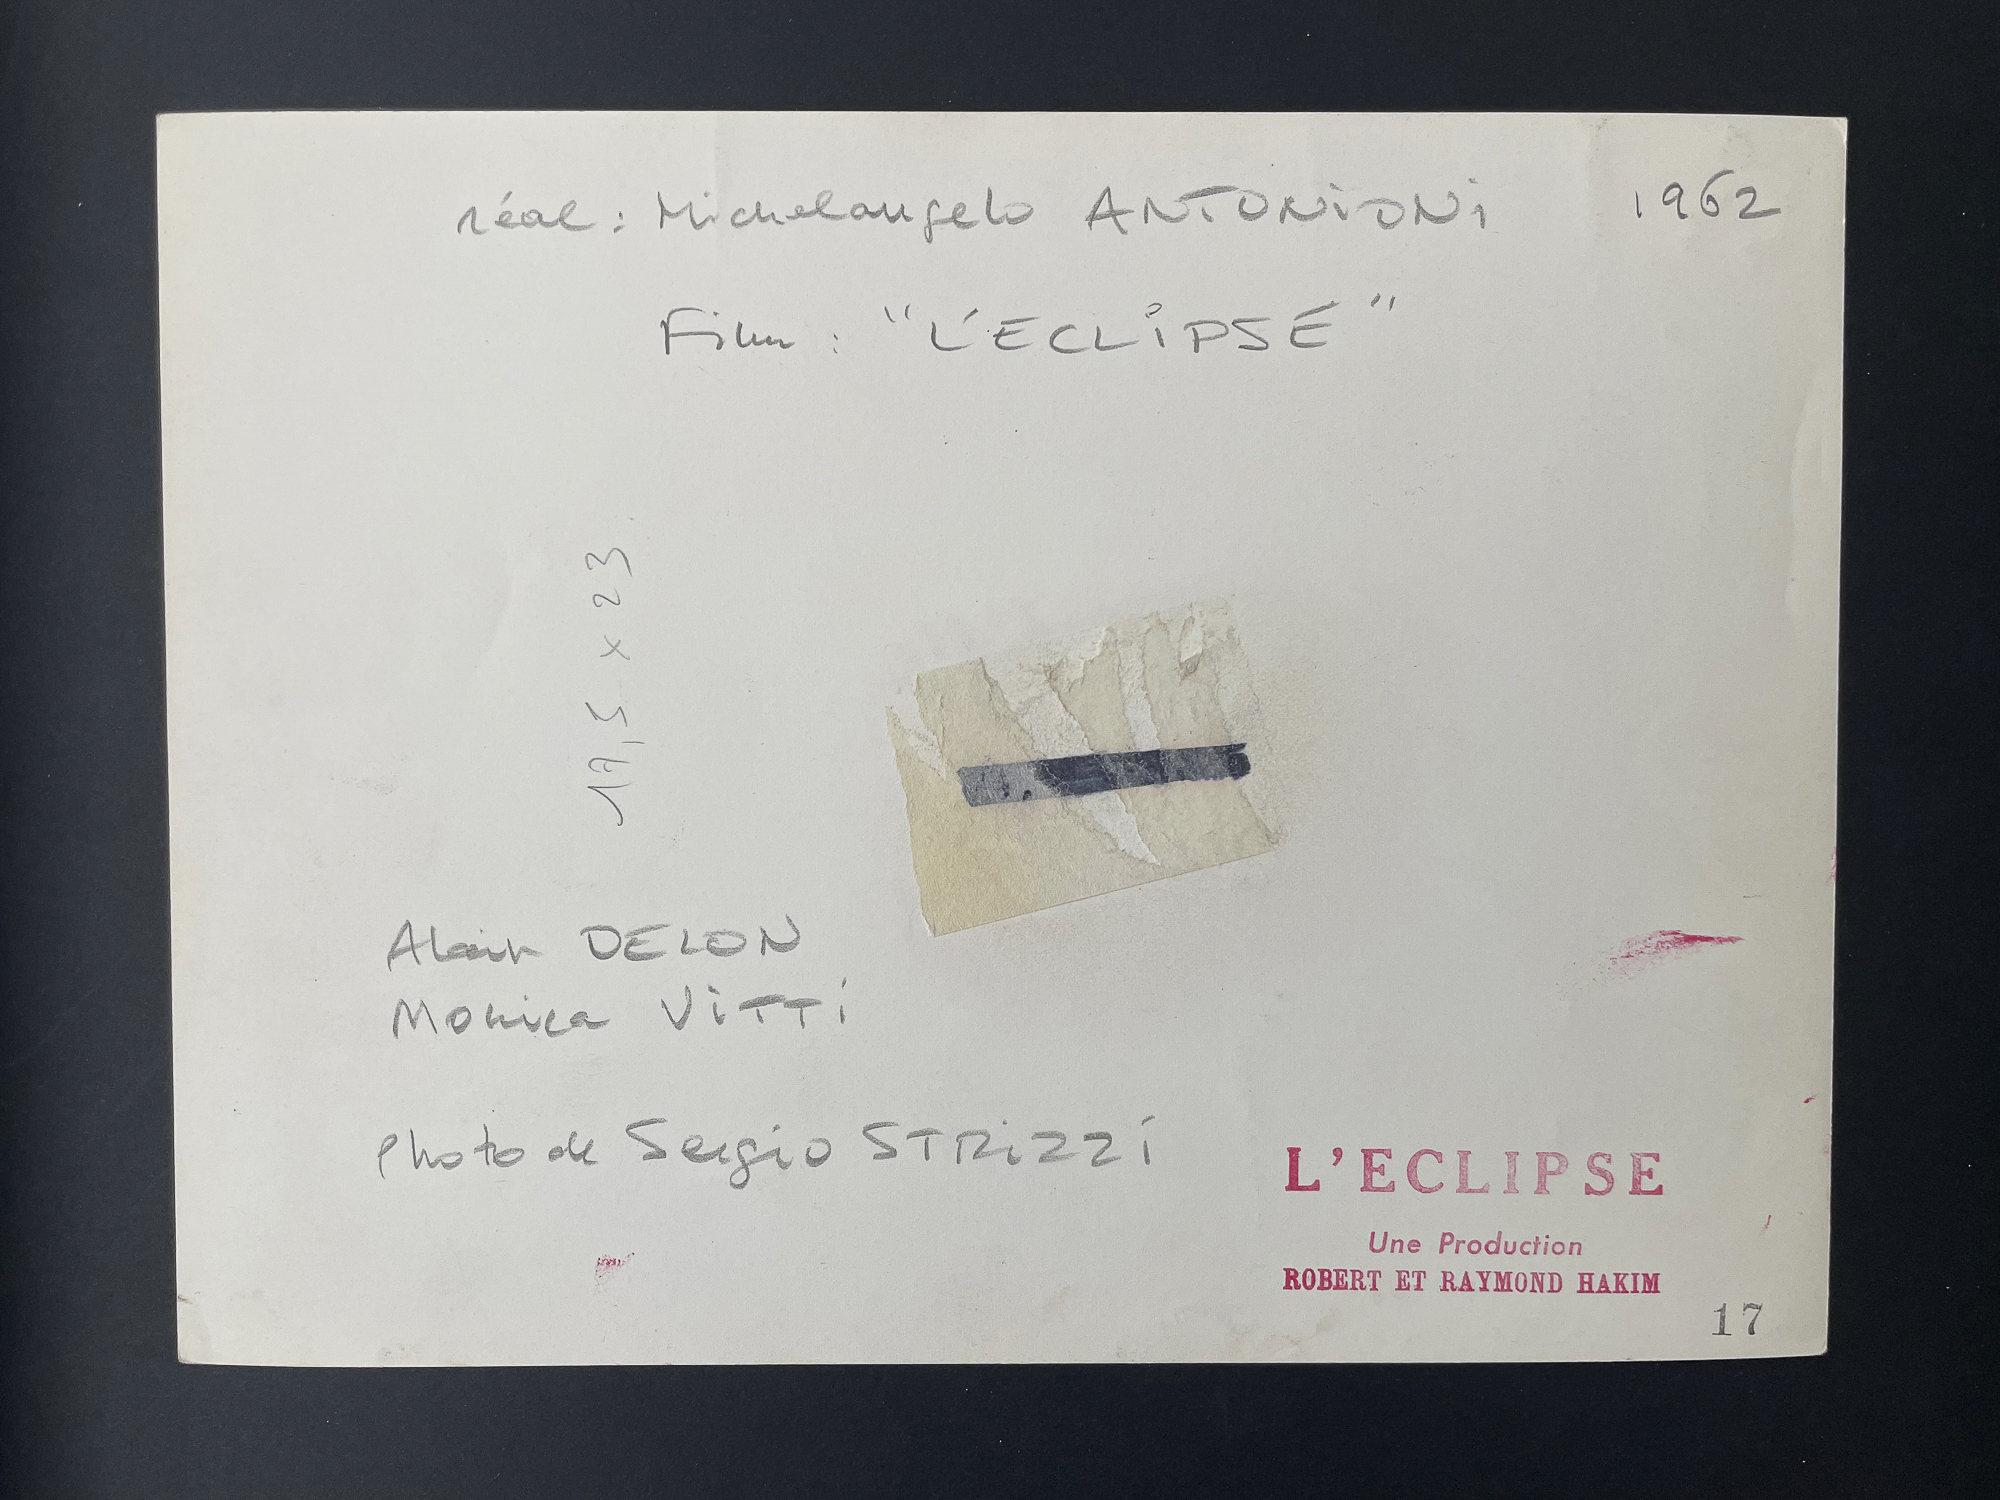 réal : Michelangelo ANTONIONI 1962
Film : "L'ECLIPSE"
17,5 x 23
Alain DELON
Monica VITTI
Photo de Sergio STRIZZI
L'ECLIPSE
Une Production
ROBERT ET RAYMOND HAKIM
17